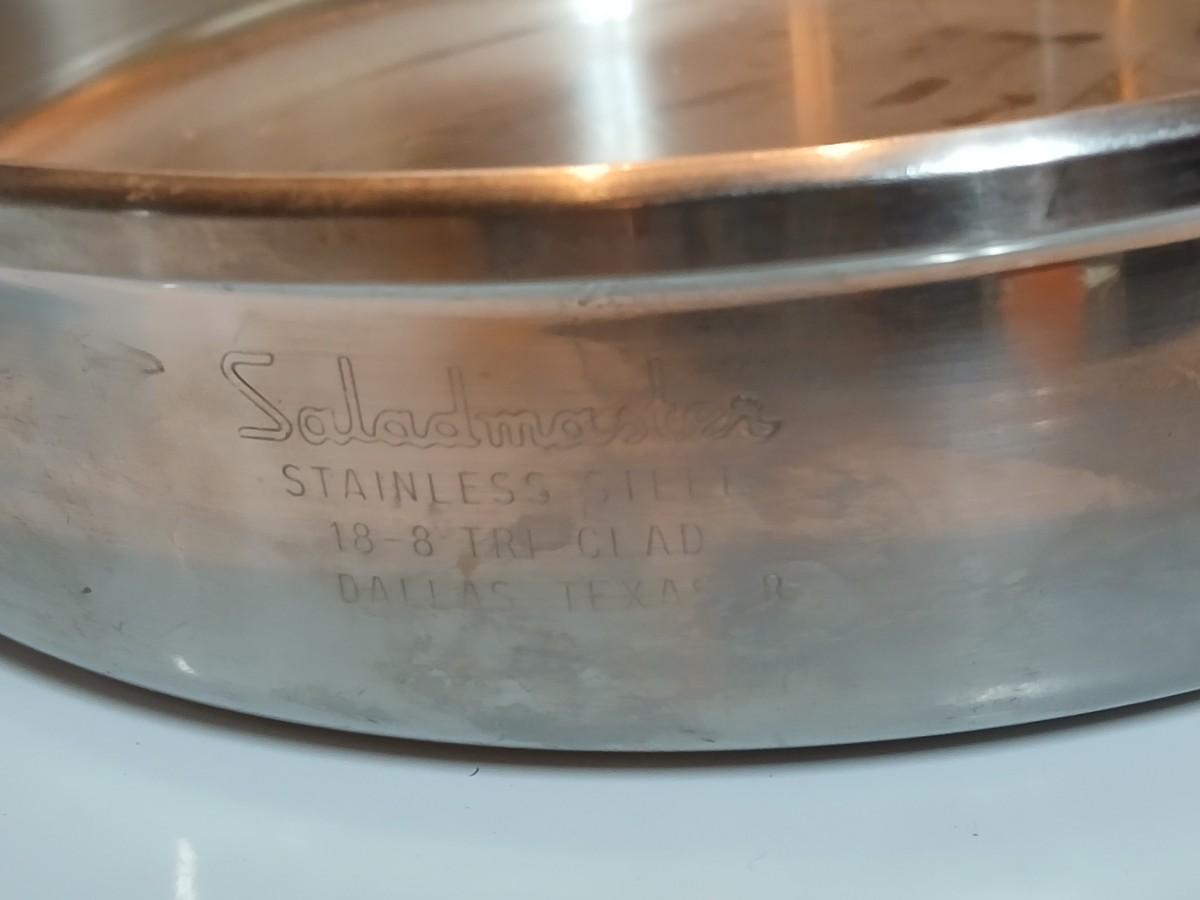 Saladmaster
STAINLESS STEEL
18-8 TRI CLAD
DALLAS TEXAS